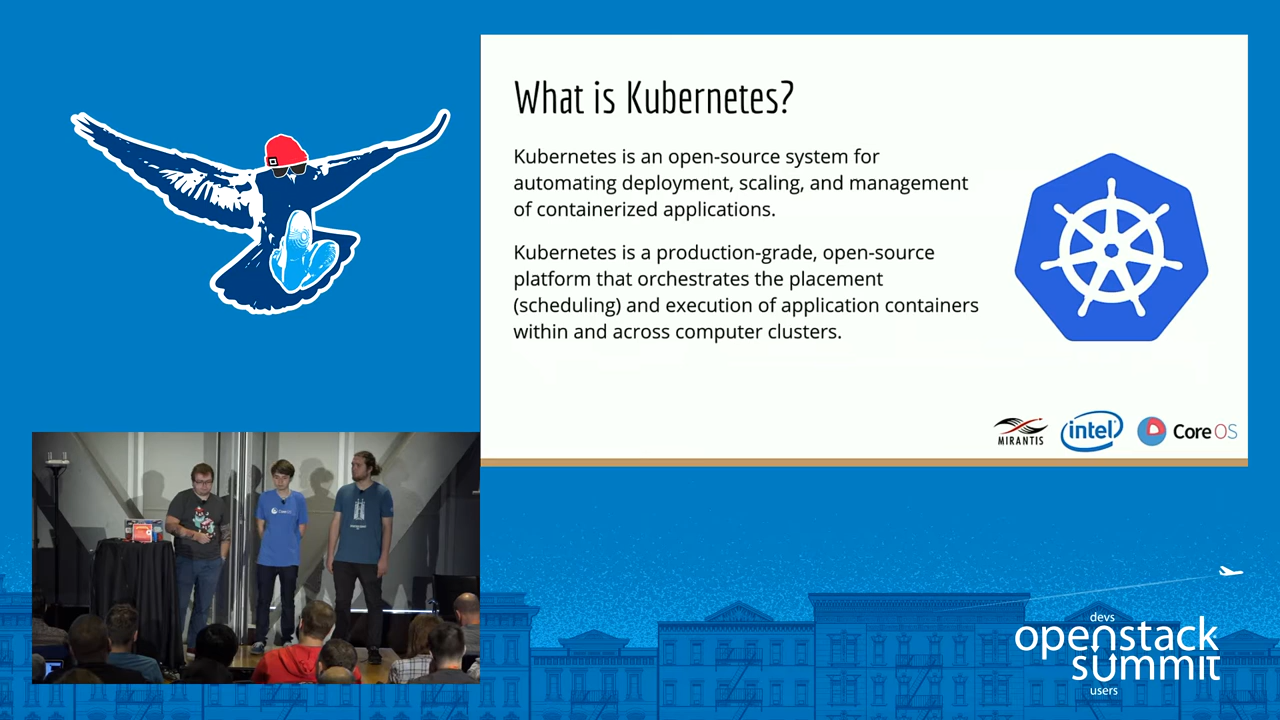 What is Kubernetes?
Kubernetes is an open-source system for
automating deployment, scaling, and management
of containerized applications.
Kubernetes is a production-grade, open-source
platform that orchestrates the placement
(scheduling) and execution of application containers
within and across computer clusters.
MIRANTIS
intel
CoreOS
devs
openstack
summit
users